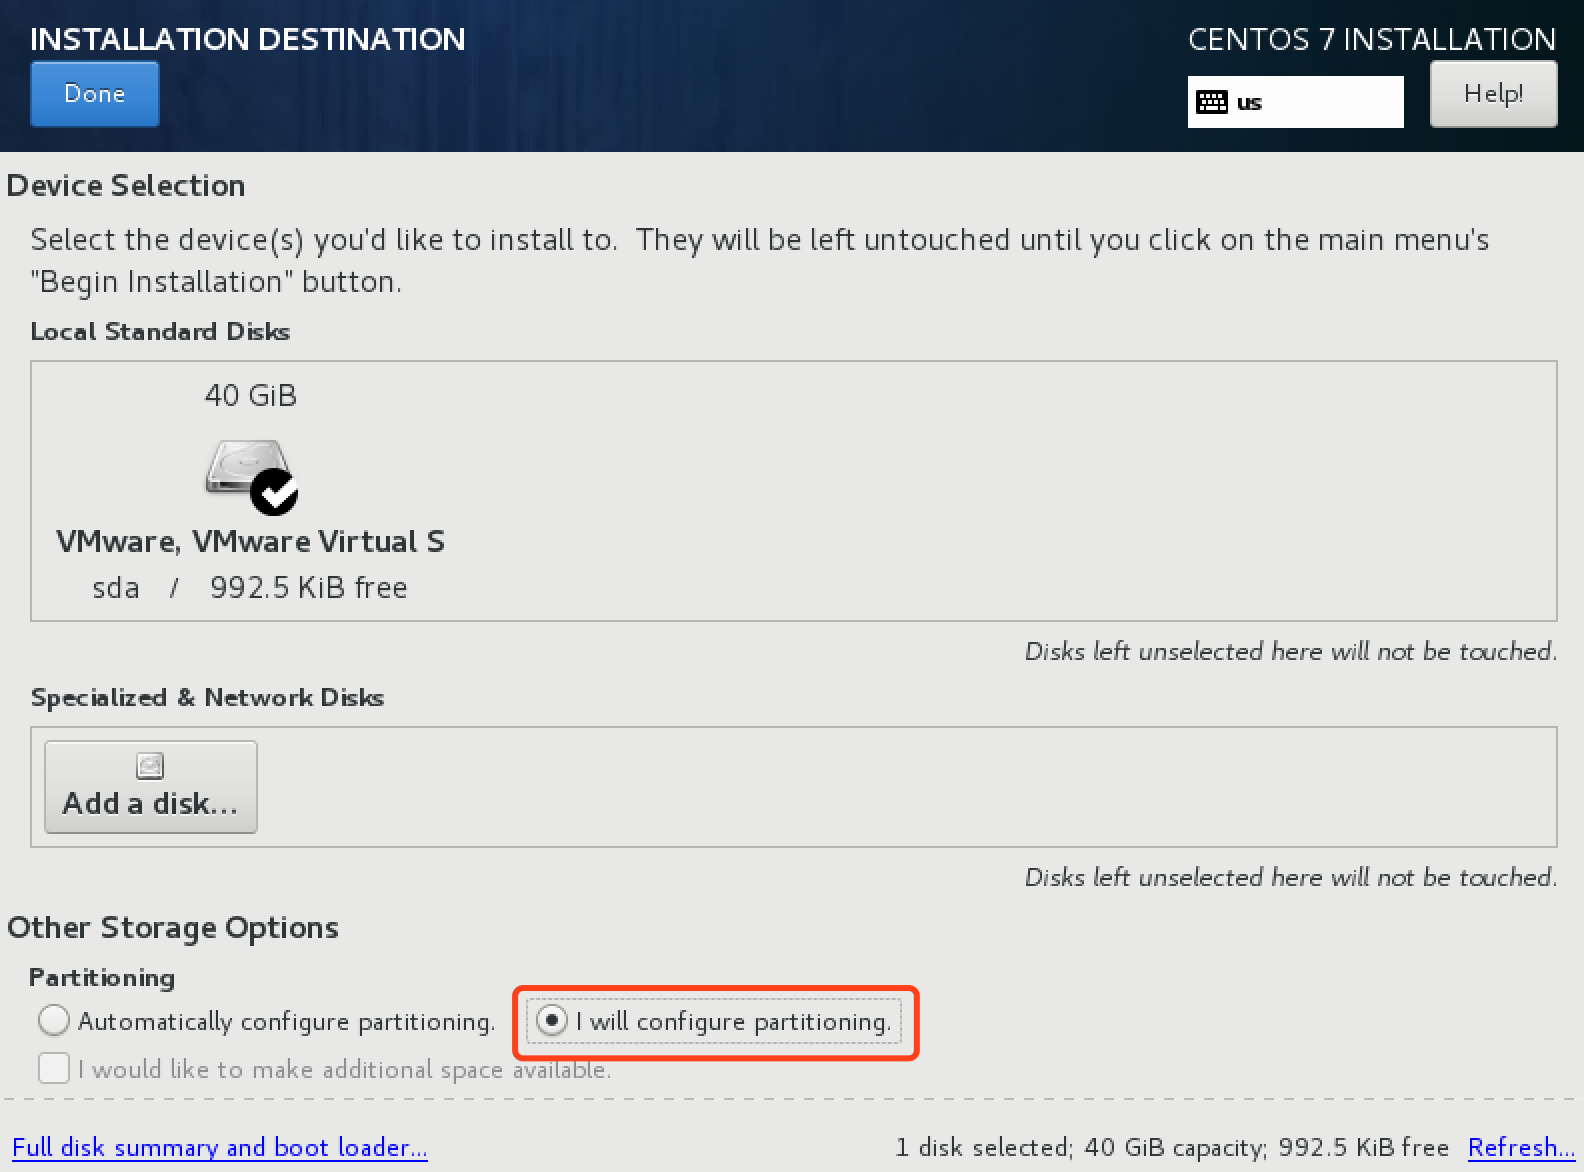 INSTALLATION DESTINATION
CENTOS 7 INSTALLATION
Done
us
Help!
Device Selection
Select the device(s) you'd like to install to.  They will be left untouched until you click on the main menu's
"Begin Installation" button.
Local Standard Disks
40 GiB
VMware, VMware Virtual S
sda / 992.5 KiB free
Disks left unselected here will not be touched.
Specialized & Network Disks
Add a disk...
Disks left unselected here will not be touched.
Other Storage Options
Partitioning
Automatically configure partitioning. I will configure partitioning.
I would like to make additional space available.
Full disk summary and boot loader... 1 disk selected; 40 GiB capacity; 992.5 KiB free Refresh...